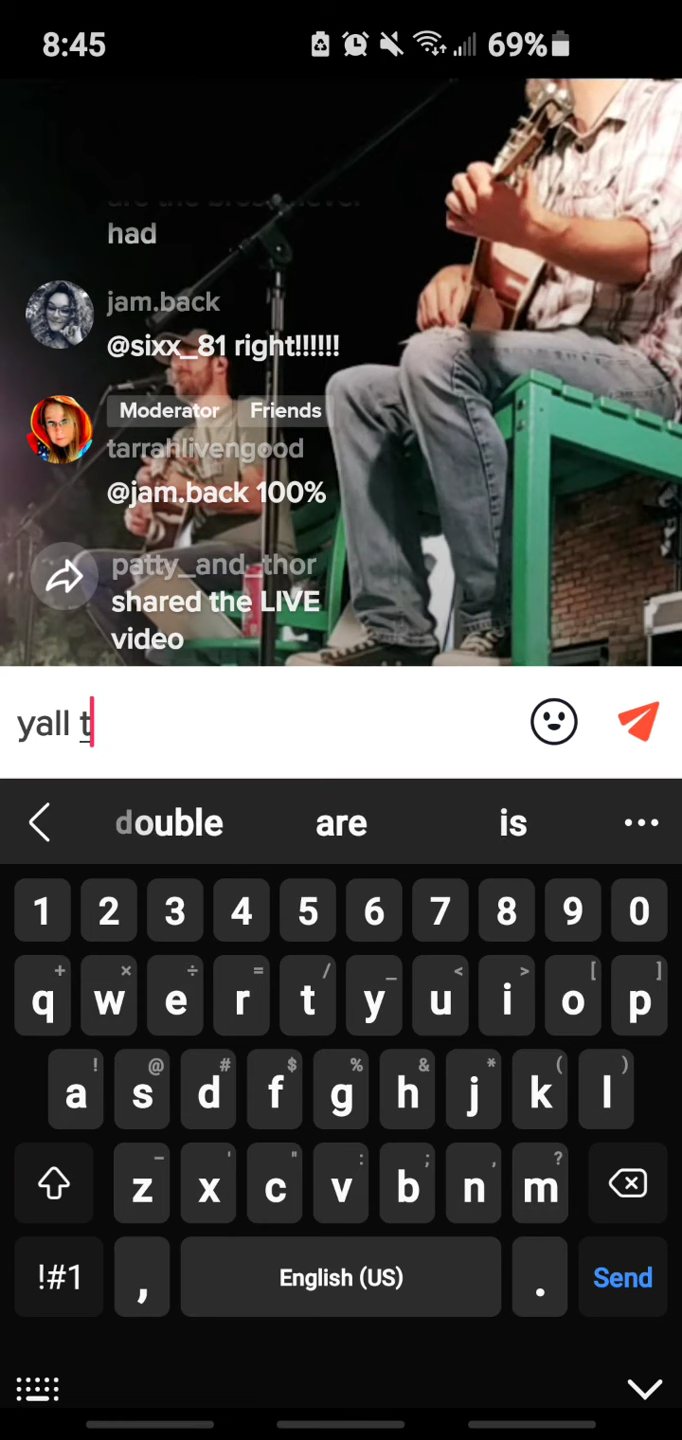 8:45 69%
had
jam.back
@sixx_81 right!!!!!!
Moderator Friends
tarrahlivengood
@jam.back 100%
patty_and_thor
shared the LIVE
video
yall t
double are is
1 2 3 4 5 6 7 8 9 0
+ × ÷ = / _ < > [ ]
q w e r t y u i o p
! @ # $ % & * ( )
a s d f g h j k l
- ' " : ; , ?
z x c v b n m
!#1 , English (US) . Send